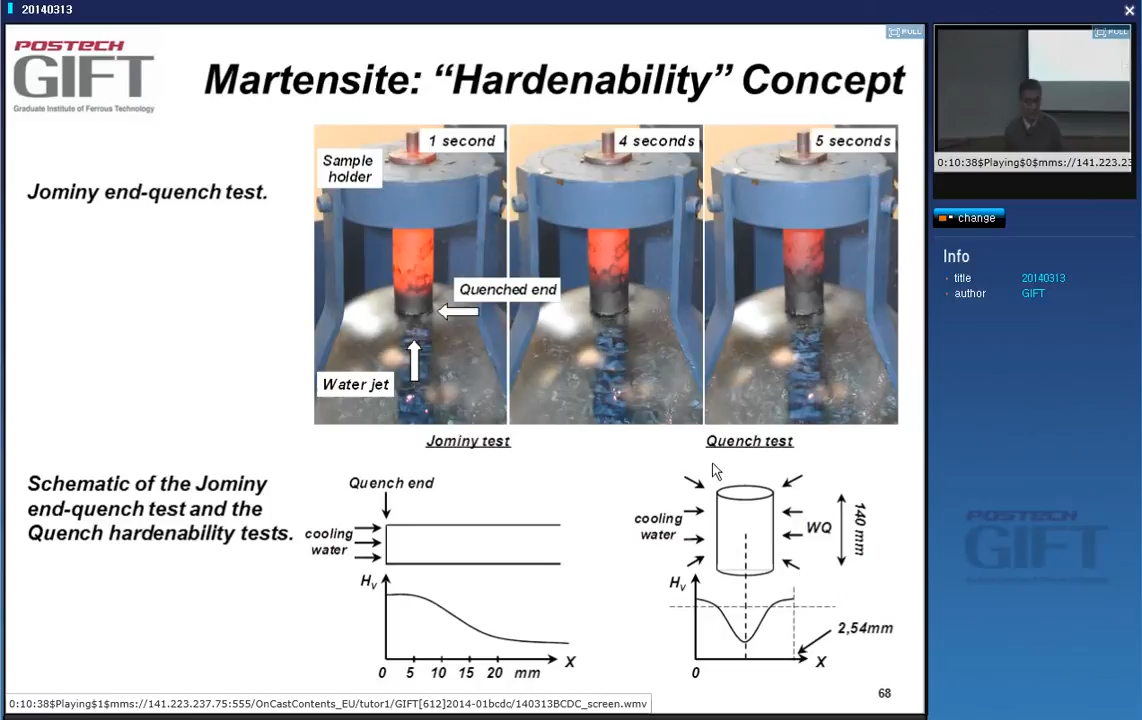 20140313
POSTECH
GIFT
Graduate Institute of Ferrous Technology
FULL
Martensite: “Hardenability” Concept
Jominy end-quench test.
1 second
4 seconds
5 seconds
Sample
holder
Quenched end
Water jet
Jominy test
Quench test
Schematic of the Jominy
end-quench test and the
Quench hardenability tests.
Quench end
cooling
water
HV
0 5 10 15 20 mm
X
cooling
water
WQ
140 mm
HV
2,54mm
0
X
68
0:10:38$Playing$1$mms://141.223.237.75:555/OnCastContents_EU/tutor1/GIFT[612]2014-01bcdc/140313BCDC_screen.wmv
FULL
0:10:38$Playing$0$mms://141.223.23
change
Info
title 20140313
author GIFT
POSTECH
GIFT